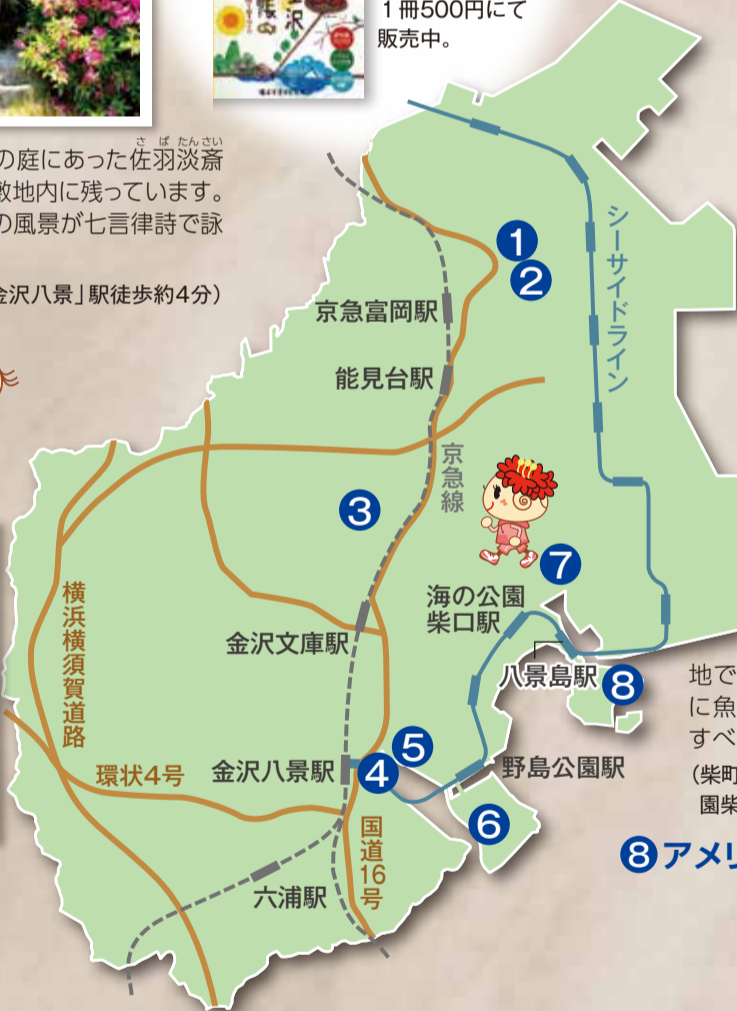 1冊500円にて
販売中。
の庭にあった佐羽淡斎
さばたんさい
敷地内に残っています。
の風景が七言律詩で詠
金沢八景」駅徒歩約4分）
1
2
シーサイドライン
京急富岡駅
能見台駅
京急線
3
7
海の公園
柴口駅
横浜横須賀道路
金沢文庫駅
八景島駅
8
地で
に魚
すべ
（柴町
園柴
5
金沢八景駅
4
野島公園駅
環状4号
6
国道16号
六浦駅
8アメリ